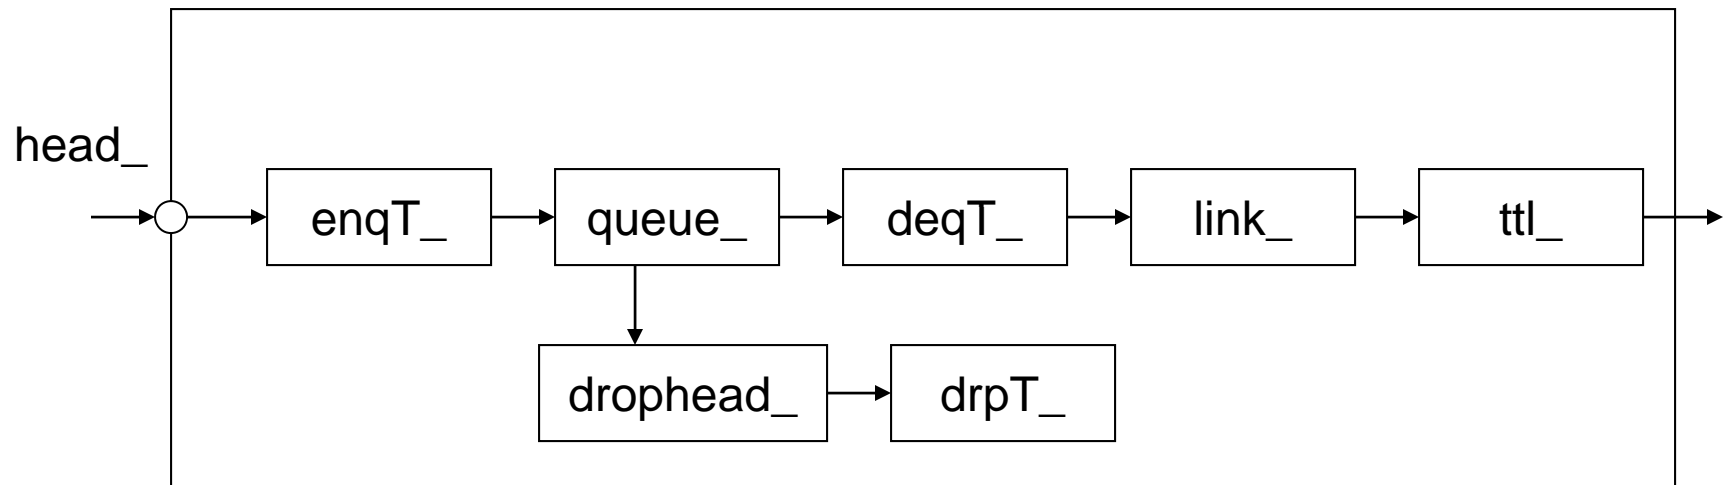 head_
enqT_
queue_
deqT_
link_
ttl_
drophead_
drpT_